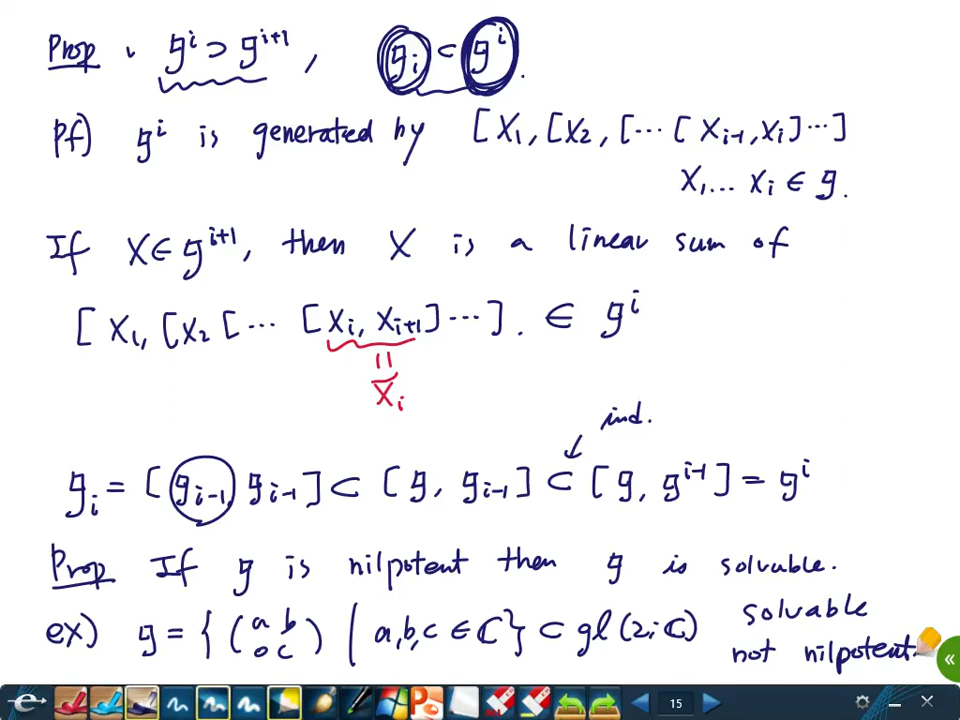 Prop. 𝔤^i ⊃ 𝔤^{i+1}, 𝔤_i ⊂ 𝔤^i.
Pf) 𝔤^i is generated by [X_1, [X_2, [⋯ [X_{i-1}, X_i]⋯]
X_1 ... X_i ∈ 𝔤.
If X ∈ 𝔤^{i+1}, then X is a linear sum of
[X_1, [X_2 [⋯ [X_i, X_{i+1}]⋯]. ∈ 𝔤^i
||
X_i
ind.
𝔤_i = [𝔤_{i-1}, 𝔤_{i-1}] ⊂ [𝔤, 𝔤_{i-1}] ⊂ [𝔤, 𝔤^{i-1}] = 𝔤^i
Prop If 𝔤 is nilpotent then 𝔤 is solvable.
ex) 𝔤 = { (a b / 0 c) | a,b,c ∈ ℂ } ⊂ gl(2; ℂ) solvable
not nilpotent.
15